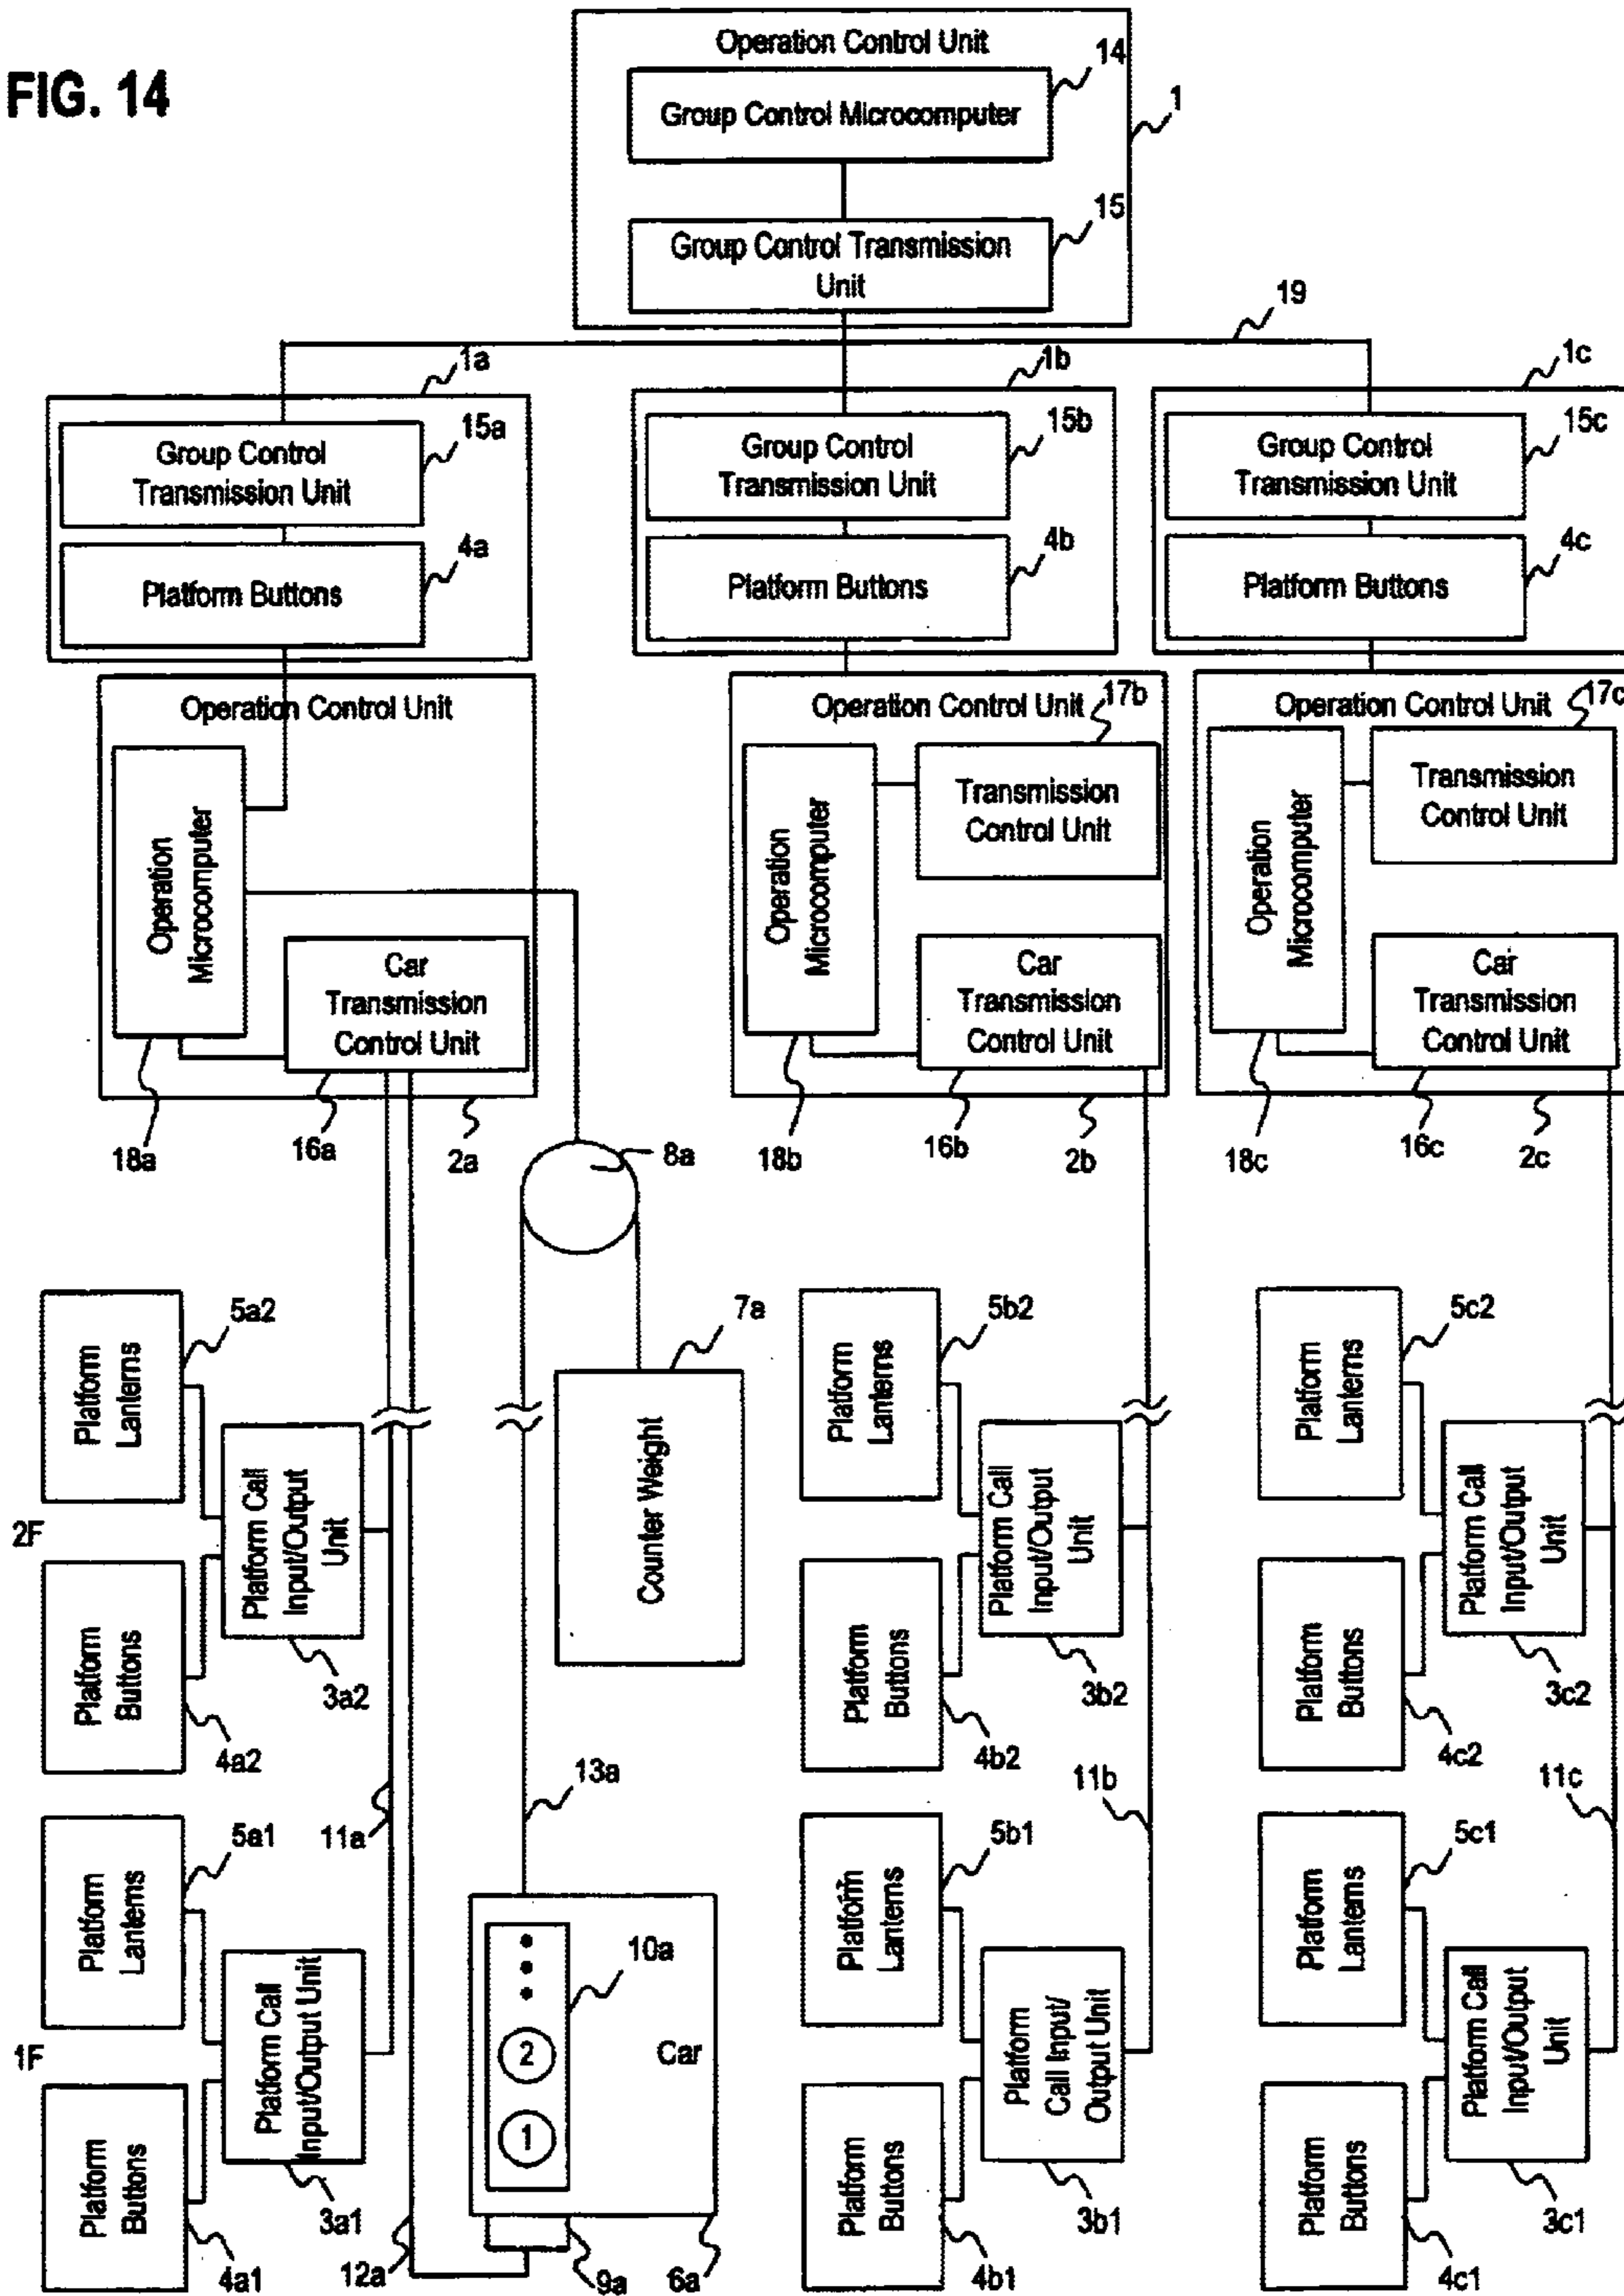 FIG. 14
Operation Control Unit
14
Group Control Microcomputer
1
15
Group Control Transmission
Unit
19
1a
1b
1c
Group Control
Transmission Unit
15a
Group Control
Transmission Unit
15b
Group Control
Transmission Unit
15c
Platform Buttons
4a
Platform Buttons
4b
Platform Buttons
4c
Operation Control Unit
Operation Control Unit
17b
Operation Control Unit
17c
Operation
Microcomputer
Car
Transmission
Control Unit
Operation
Microcomputer
Transmission
Control Unit
Car
Transmission
Control Unit
Operation
Microcomputer
Transmission
Control Unit
Car
Transmission
Control Unit
18a
16a
2a
8a
18b
16b
2b
18c
16c
2c
Platform
Lanterns
5a2
7a
Platform
Lanterns
5b2
Platform
Lanterns
5c2
2F
Platform Call
Input/Output
Unit
Counter Weight
Platform Call
Input/Output
Unit
Platform Call
Input/Output
Unit
Platform
Buttons
3a2
4a2
Platform
Buttons
3b2
4b2
Platform
Buttons
3c2
4c2
13a
11a
11b
11c
Platform
Lanterns
5a1
Platform
Lanterns
5b1
Platform
Lanterns
5c1
1F
Platform Call
Input/Output Unit
10a
2
1
Car
Platform
Call Input/
Output Unit
Platform Call
Input/Output
Unit
Platform
Buttons
3a1
4a1
12a
9a
6a
Platform
Buttons
3b1
4b1
Platform
Buttons
3c1
4c1